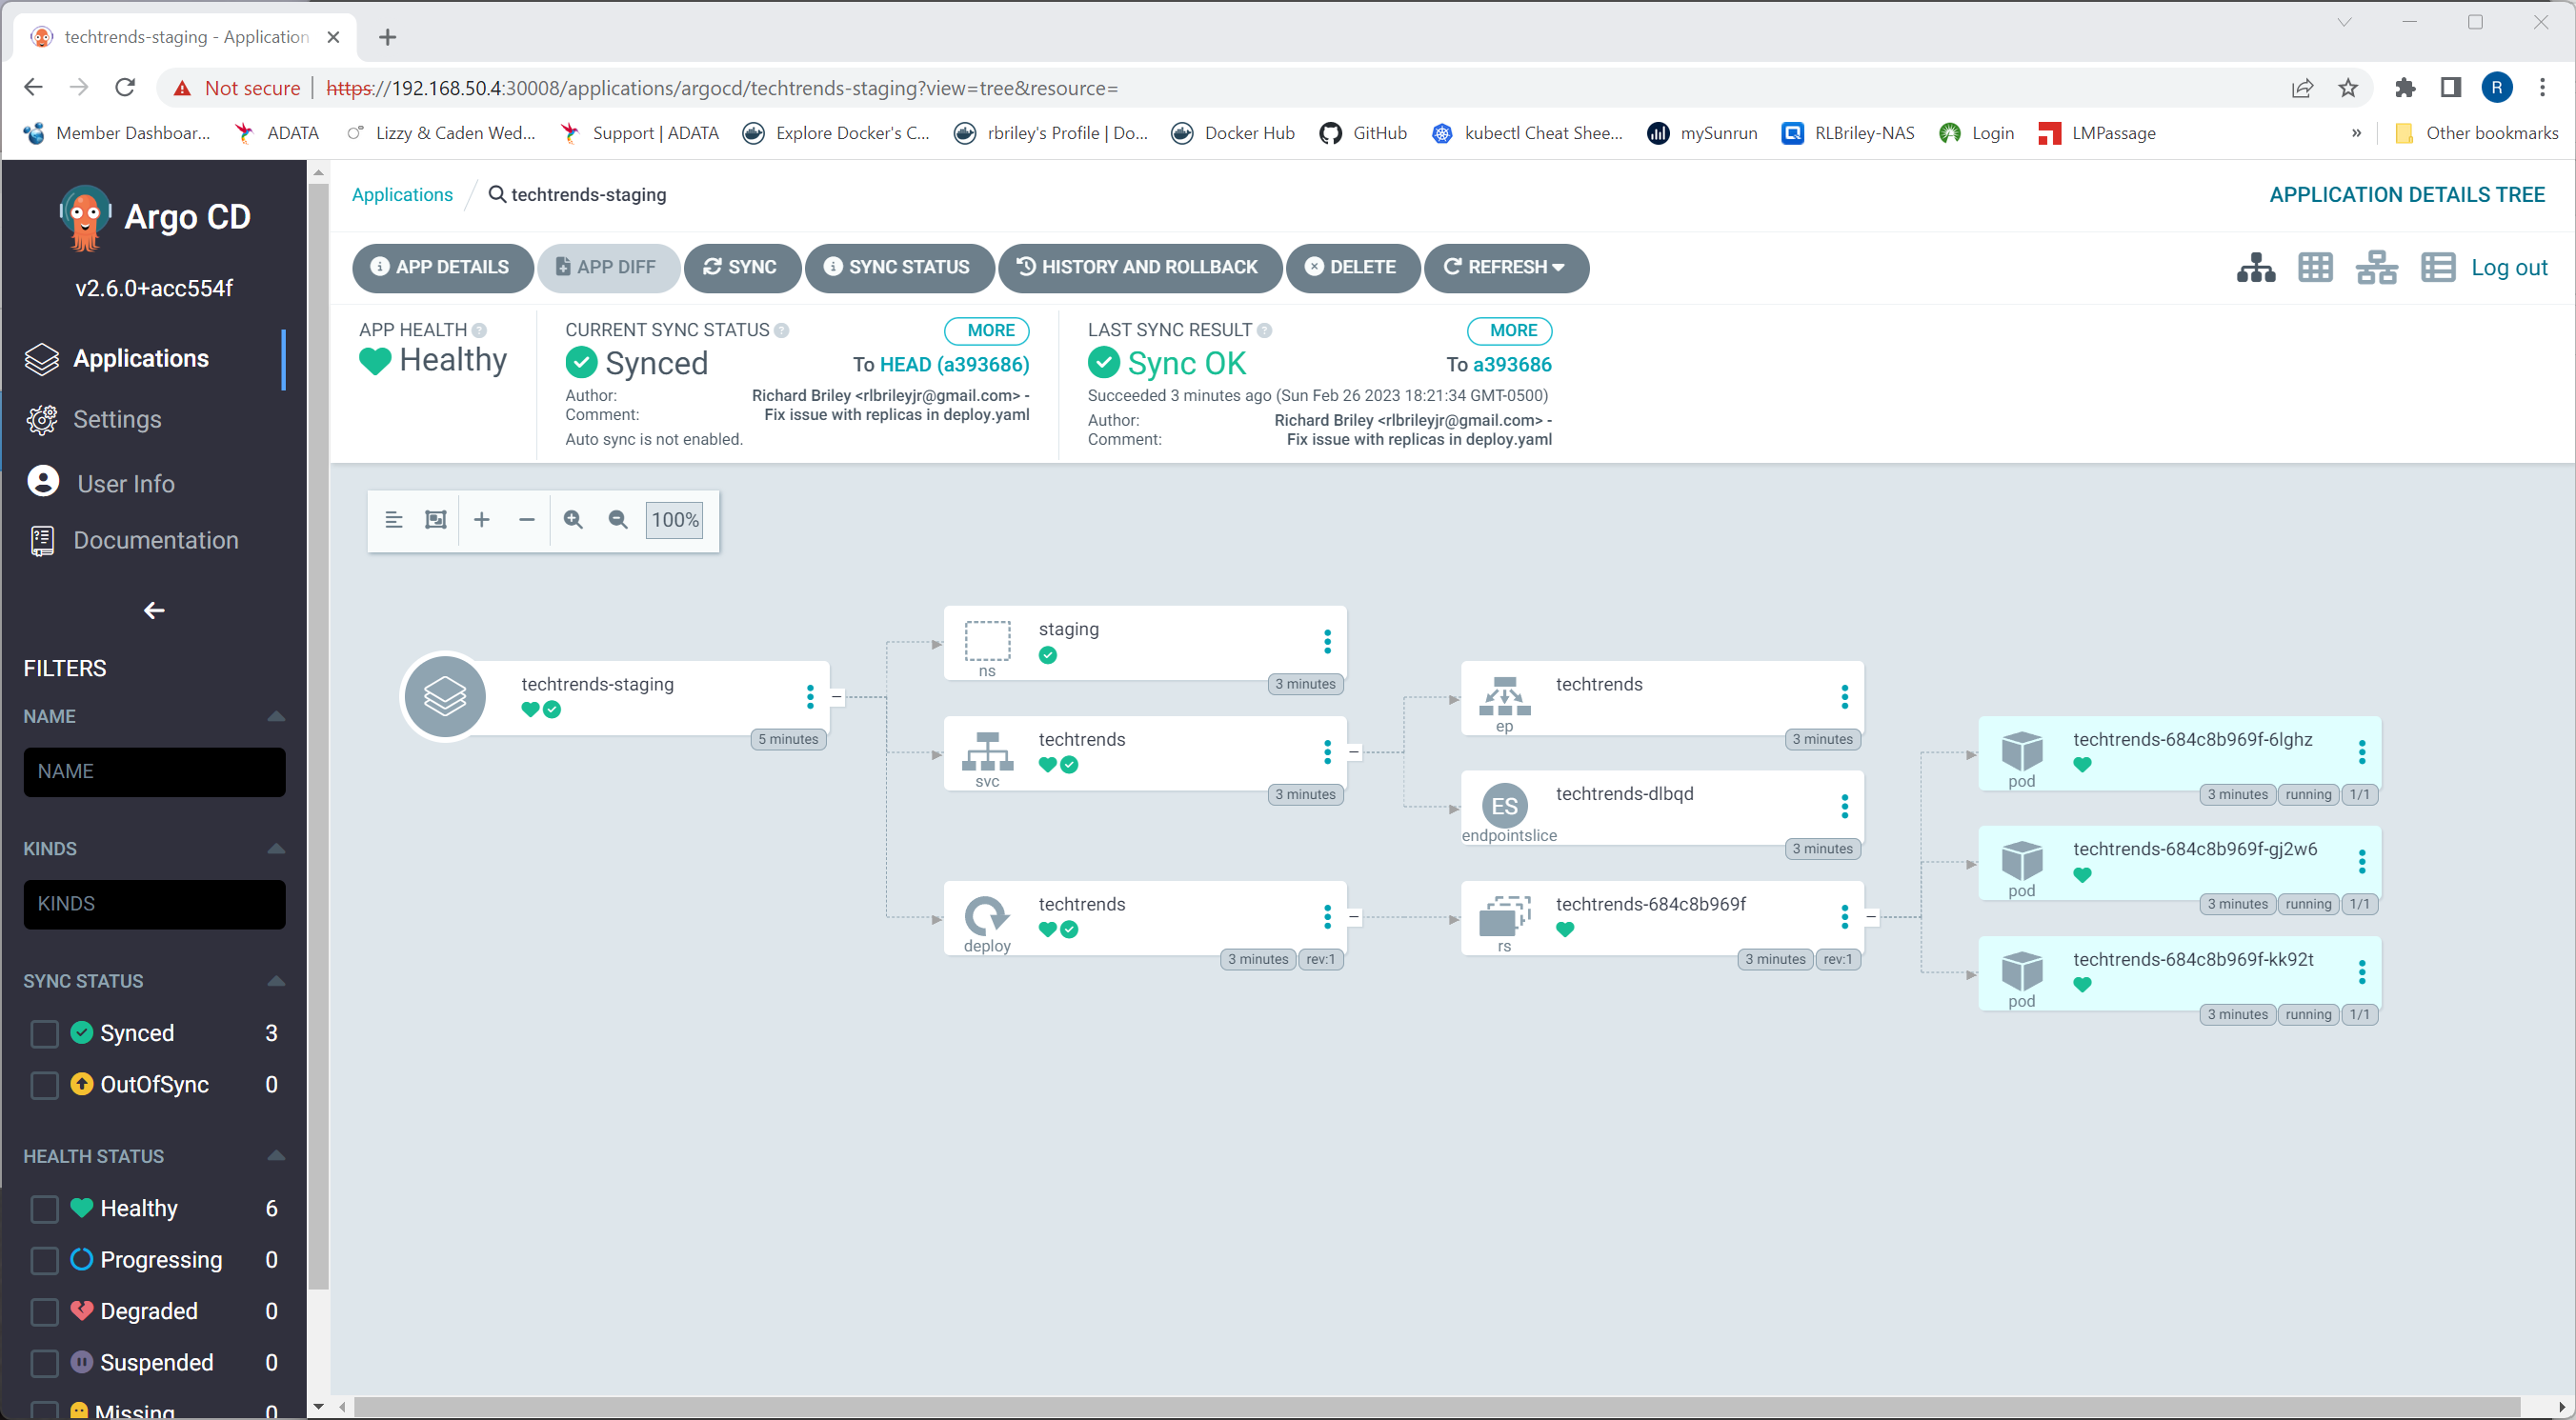 techtrends-staging - Application
Not secure | https://192.168.50.4:30008/applications/argocd/techtrends-staging?view=tree&resource=
R
Member Dashboar... ADATA Lizzy & Caden Wed... Support | ADATA Explore Docker's C... rbriley's Profile | Do... Docker Hub GitHub kubectl Cheat Shee... mySunrun RLBriley-NAS Login LMPassage » Other bookmarks
Argo CD
v2.6.0+acc554f
Applications
Settings
User Info
Documentation
FILTERS
NAME
NAME
KINDS
KINDS
SYNC STATUS
Synced 3
OutOfSync 0
HEALTH STATUS
Healthy 6
Progressing 0
Degraded 0
Suspended 0
Missing 0
Applications / techtrends-staging
APPLICATION DETAILS TREE
APP DETAILS APP DIFF SYNC SYNC STATUS HISTORY AND ROLLBACK DELETE REFRESH
Log out
APP HEALTH
Healthy
CURRENT SYNC STATUS MORE
Synced To HEAD (a393686)
Author: Richard Briley <rlbrileyjr@gmail.com> -
Comment: Fix issue with replicas in deploy.yaml
Auto sync is not enabled.
LAST SYNC RESULT MORE
Sync OK To a393686
Succeeded 3 minutes ago (Sun Feb 26 2023 18:21:34 GMT-0500)
Author: Richard Briley <rlbrileyjr@gmail.com> -
Comment: Fix issue with replicas in deploy.yaml
100%
techtrends-staging
5 minutes
staging
ns
3 minutes
techtrends
svc
3 minutes
techtrends
deploy
3 minutes rev:1
techtrends
ep
3 minutes
ES
techtrends-dlbqd
endpointslice
3 minutes
techtrends-684c8b969f
rs
3 minutes rev:1
techtrends-684c8b969f-6lghz
pod
3 minutes running 1/1
techtrends-684c8b969f-gj2w6
pod
3 minutes running 1/1
techtrends-684c8b969f-kk92t
pod
3 minutes running 1/1